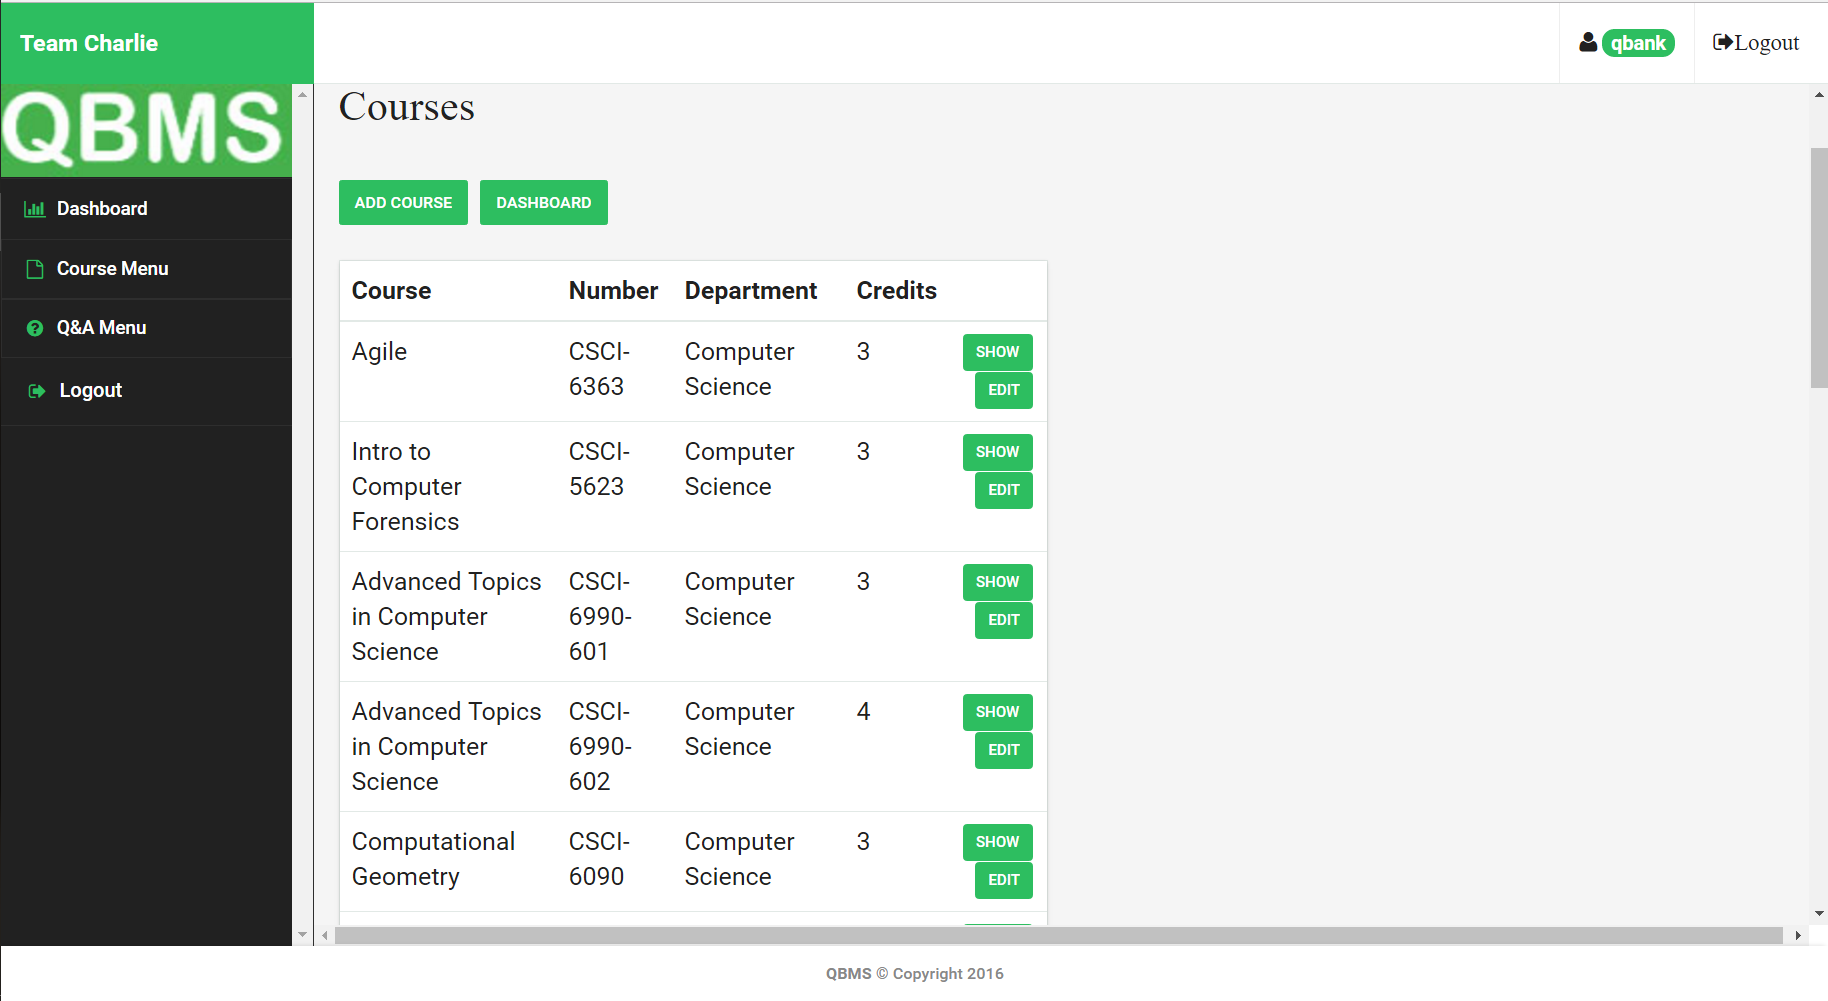 Team Charlie
qbank
Logout
QBMS
Dashboard
Course Menu
Q&A Menu
Logout
Courses
ADD COURSE
DASHBOARD
Course Number Department Credits
Agile CSCI- Computer 3 SHOW
6363 Science EDIT
Intro to CSCI- Computer 3 SHOW
Computer 5623 Science EDIT
Forensics
Advanced Topics CSCI- Computer 3 SHOW
in Computer 6990- Science EDIT
Science 601
Advanced Topics CSCI- Computer 4 SHOW
in Computer 6990- Science EDIT
Science 602
Computational CSCI- Computer 3 SHOW
Geometry 6090 Science EDIT
QBMS © Copyright 2016